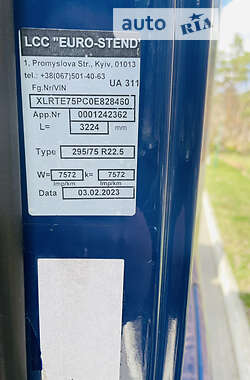 auto RIA
LCC "EURO-STEND
1, Promyslova Str., Kyiv, 01013
tel.: +38(067)501-40-63
UA 311
Fg.Nr/VIN
XLRTE75PC0E828460
App.Nr 0001242362
L= 3224 mm
Type 295/75 R22.5
W= 7572 k= 7572
Imp/km Imp/km
Data 03.02.2023